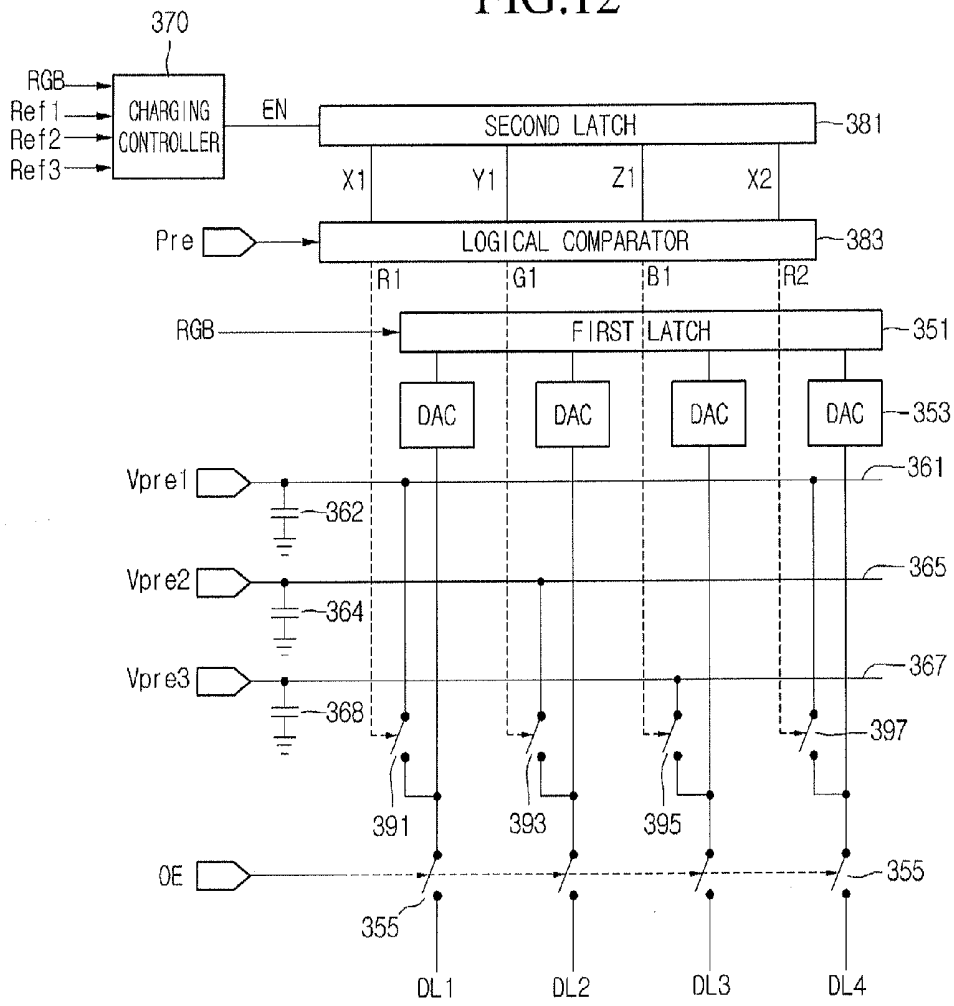 FIG.12
370
RGB
Ref1
Ref2
Ref3
CHARGING
CONTROLLER
EN
SECOND LATCH
381
X1
Y1
Z1
X2
Pre
LOGICAL COMPARATOR
383
R1
G1
B1
R2
RGB
FIRST LATCH
351
DAC
DAC
DAC
DAC
353
Vpre1
361
362
Vpre2
365
364
Vpre3
367
368
397
391
393
395
OE
355
355
DL1
DL2
DL3
DL4